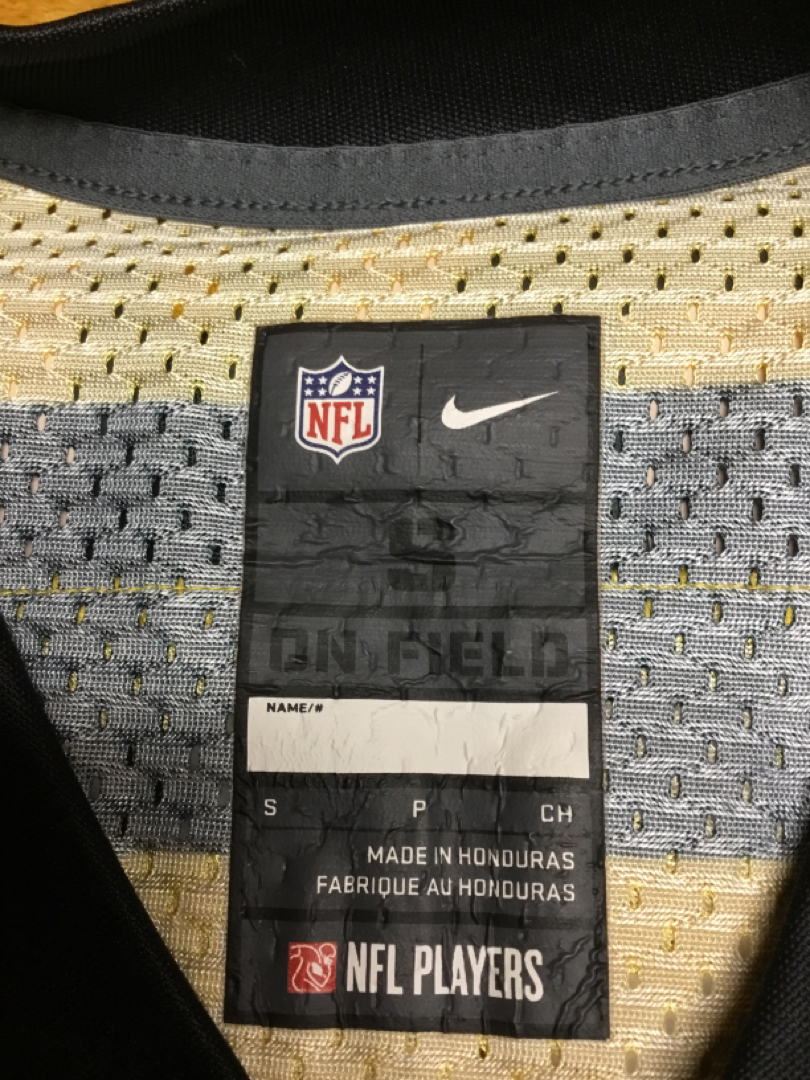 NFL
S
ON FIELD
NAME/#
S P CH
MADE IN HONDURAS
FABRIQUE AU HONDURAS
NFL PLAYERS